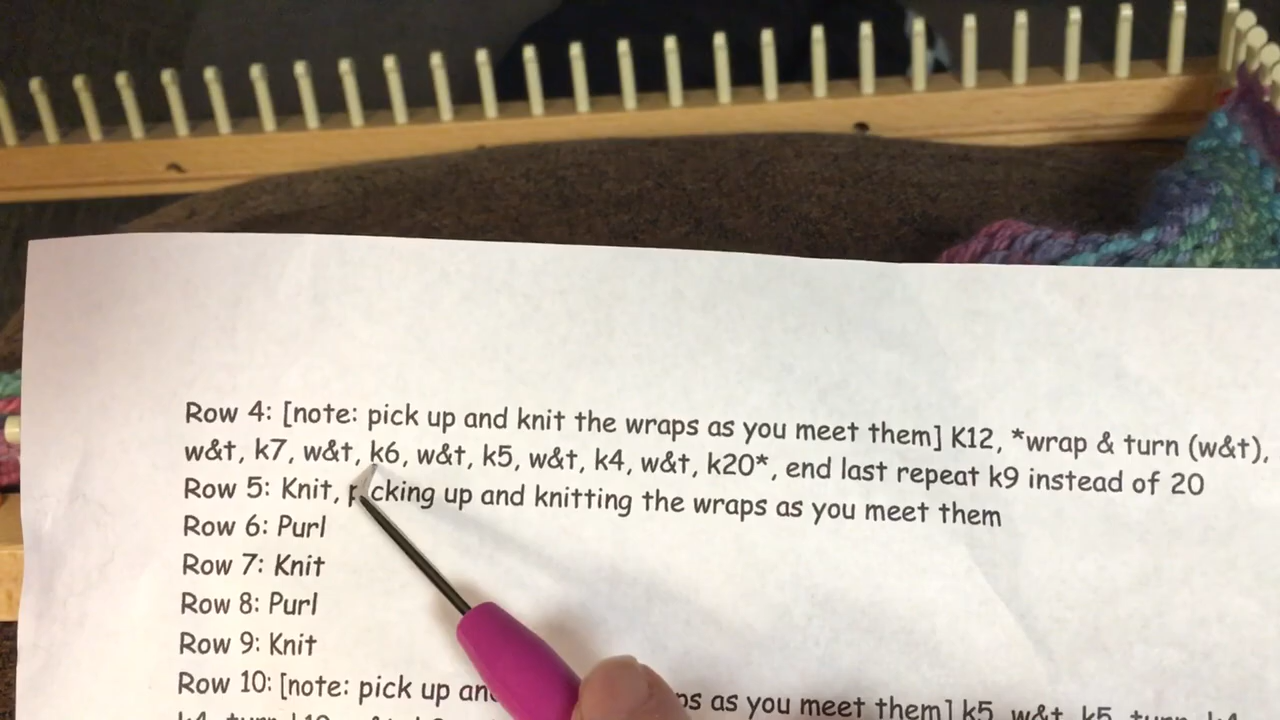 Row 4: [note: pick up and knit the wraps as you meet them] K12, *wrap & turn (w&t),
w&t, k7, w&t, k6, w&t, k5, w&t, k4, w&t, k20*, end last repeat k9 instead of 20
Row 5: Knit, picking up and knitting the wraps as you meet them
Row 6: Purl
Row 7: Knit
Row 8: Purl
Row 9: Knit
Row 10: [note: pick up as you meet them] k5, w&t, k5, turn, k4